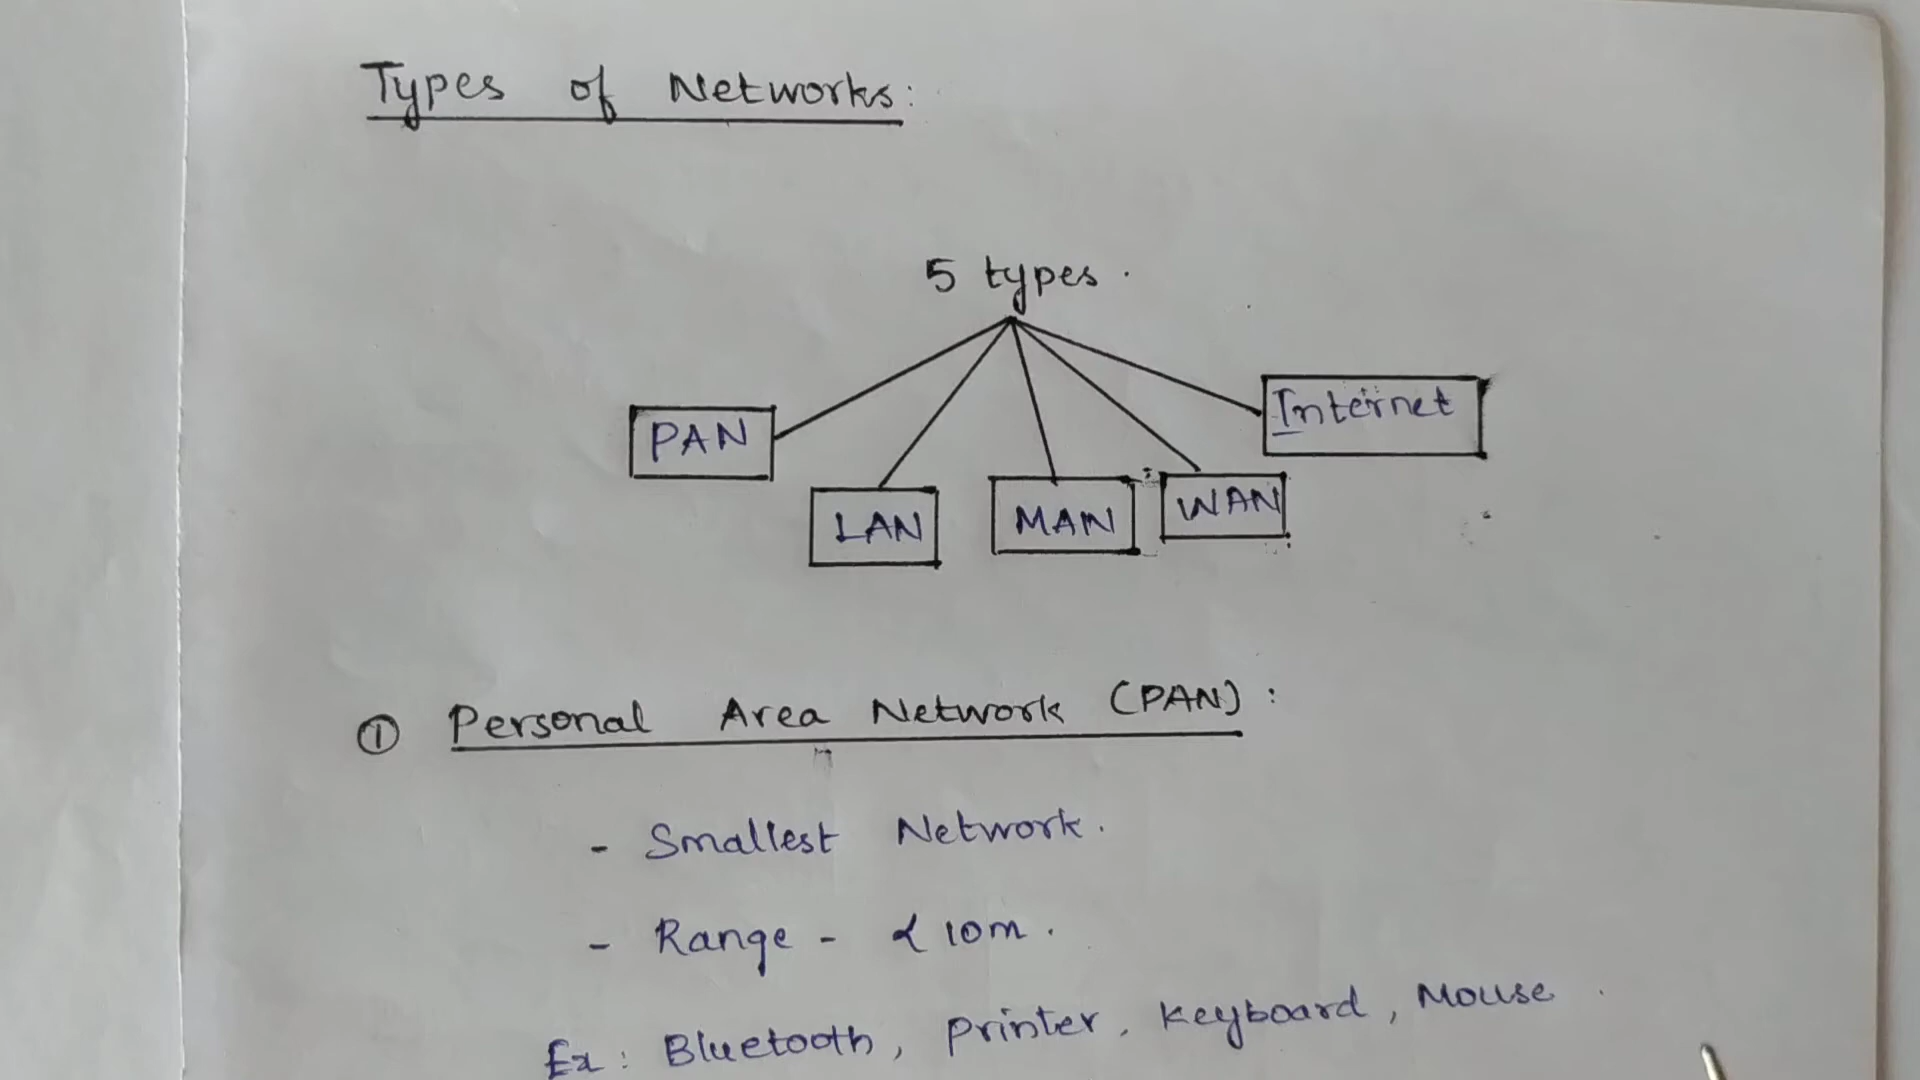 Types of Networks:
5 types.
PAN
LAN
MAN
WAN
Internet
① Personal Area Network (PAN):
- Smallest Network.
- Range - < 10m.
Ex: Bluetooth, Printer, Keyboard, Mouse.